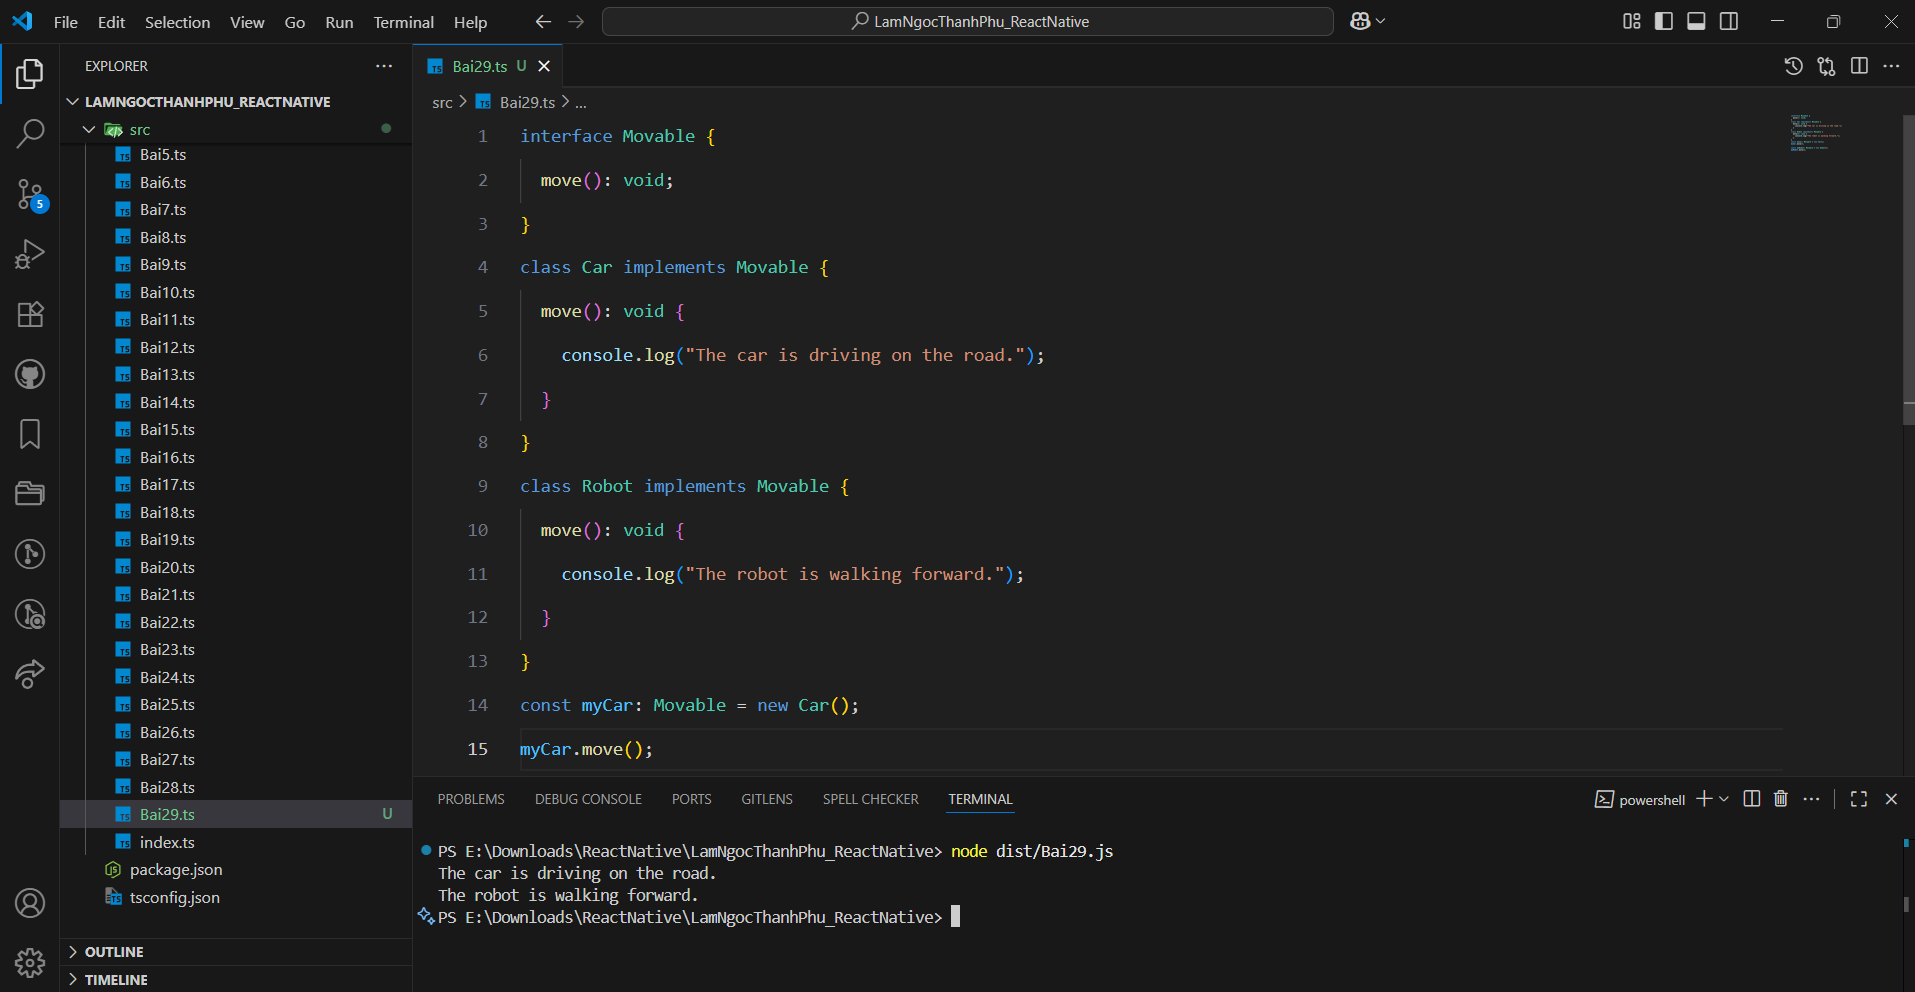 File Edit Selection View Go Run Terminal Help
LamNgocThanhPhu_ReactNative
EXPLORER
LAMNGOCTHANHPHU_REACTNATIVE
src
Bai5.ts
Bai6.ts
Bai7.ts
Bai8.ts
Bai9.ts
Bai10.ts
Bai11.ts
Bai12.ts
Bai13.ts
Bai14.ts
Bai15.ts
Bai16.ts
Bai17.ts
Bai18.ts
Bai19.ts
Bai20.ts
Bai21.ts
Bai22.ts
Bai23.ts
Bai24.ts
Bai25.ts
Bai26.ts
Bai27.ts
Bai28.ts
Bai29.ts U
index.ts
package.json
tsconfig.json
OUTLINE
TIMELINE
5
Bai29.ts U
src > Bai29.ts > ...
1 interface Movable {
2 move(): void;
3 }
4 class Car implements Movable {
5 move(): void {
6 console.log("The car is driving on the road.");
7 }
8 }
9 class Robot implements Movable {
10 move(): void {
11 console.log("The robot is walking forward.");
12 }
13 }
14 const myCar: Movable = new Car();
15 myCar.move();
PROBLEMS DEBUG CONSOLE PORTS GITLENS SPELL CHECKER TERMINAL
powershell
PS E:\Downloads\ReactNative\LamNgocThanhPhu_ReactNative> node dist/Bai29.js
The car is driving on the road.
The robot is walking forward.
PS E:\Downloads\ReactNative\LamNgocThanhPhu_ReactNative>